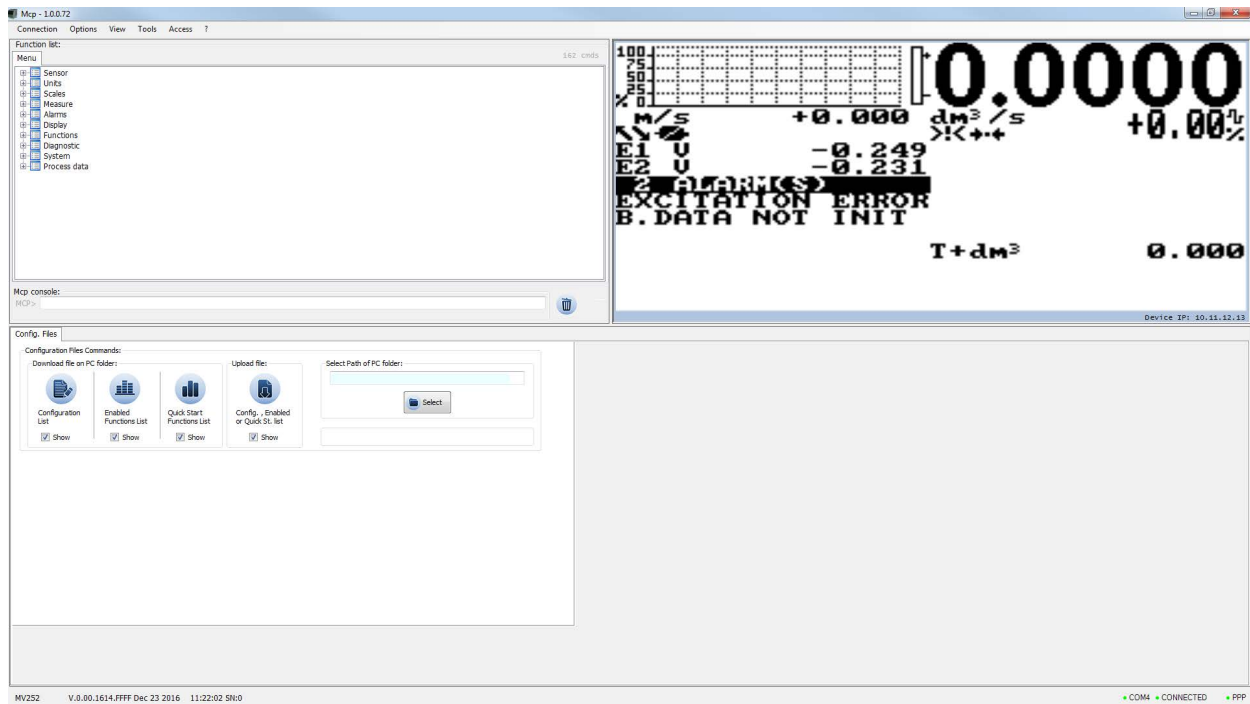 Mcp - 1.0.0.72
Connection Options View Tools Access ?
Function list:
162 cmds
Menu
Sensor
Units
Scales
Measure
Alarms
Display
Functions
Diagnostic
System
Process data
Mcp console:
MCP>
100
75
50
25
% 0
+
-
0.0000
m/s +0.000 dm³/s +0.00%
E1 V -0.249
E2 V -0.231
2 ALARM(S)
EXCITATION ERROR
B.DATA NOT INIT
T+dm³ 0.000
Device IP: 10.11.12.13
Config. Files
Configuration Files Commands:
Download file on PC folder:
Configuration List
Show
Enabled Functions List
Show
Quick Start Functions List
Show
Upload file:
Config. , Enabled or Quick St. list
Show
Select Path of PC folder:
Select
MV252 V.0.00.1614.FFFF Dec 23 2016 11:22:02 SN:0
COM4 CONNECTED PPP